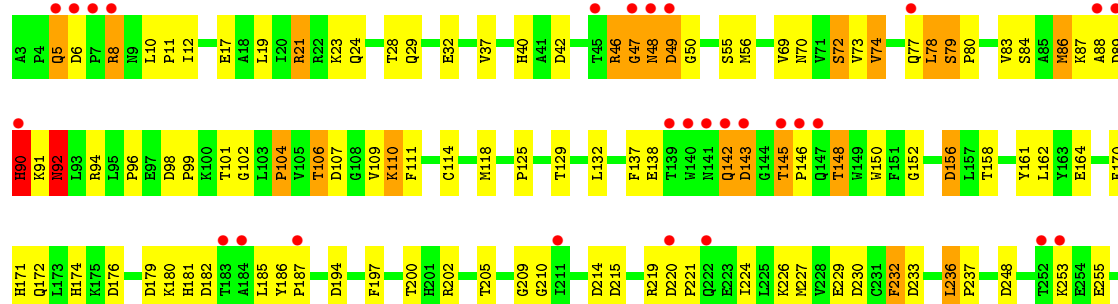 A3 P4 Q5 D6 P7 R8 N9 L10 P11 I12 E17 A18 L19 I20 R21 R22 K23 Q24 T28 Q29 E32 V37 H40 A41 D42 T45 R46 G47 N48 D49 G50 S55 M56 V69 N70 V71 S72 V73 V74 Q77 L78 S79 P80 V83 S84 A85 M86 K87 A88
H90 K91 N92 L93 R94 L95 P96 E97 D98 P99 K100 T101 G102 L103 P104 V105 T106 D107 G108 V109 K110 F111 C114 M118 P125 T129 L132 F137 E138 T139 W140 N141 Q142 D143 G144 T145 P146 Q147 T148 W149 W150 F151 G152 D156 L157 T158 Y161 L162 Y163 E164
H171 Q172 L173 H174 K175 D176 D179 K180 H181 D182 T183 A184 L185 Y186 P187 D194 F197 T200 H201 R202 T205 G209 G210 I211 D214 D215 R219 D220 P221 Q222 E223 I224 L225 K226 M227 V228 E229 D230 C231 F232 D233 L236 P237 D248 T252 K253 E254 E255